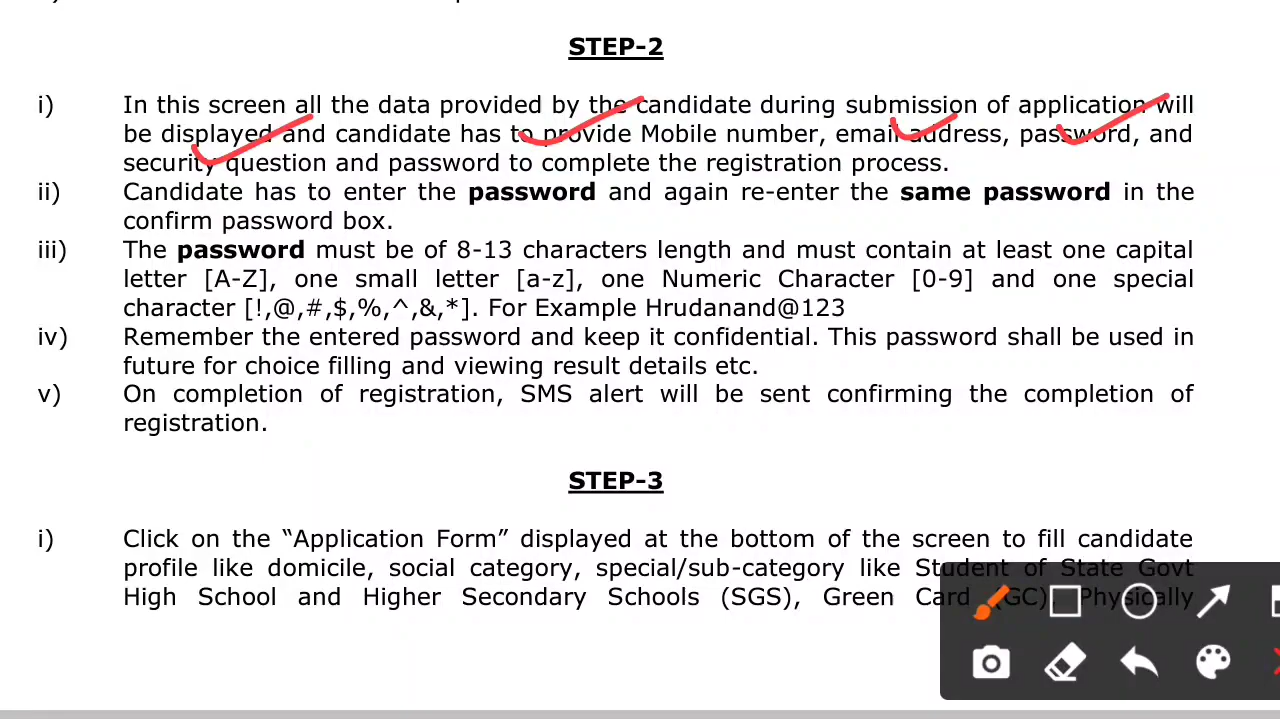 STEP-2
i) In this screen all the data provided by the candidate during submission of application will
be displayed and candidate has to provide Mobile number, email address, password, and
security question and password to complete the registration process.
ii) Candidate has to enter the password and again re-enter the same password in the
confirm password box.
iii) The password must be of 8-13 characters length and must contain at least one capital
letter [A-Z], one small letter [a-z], one Numeric Character [0-9] and one special
character [!,@,#,$,%,^,&,*]. For Example Hrudanand@123
iv) Remember the entered password and keep it confidential. This password shall be used in
future for choice filling and viewing result details etc.
v) On completion of registration, SMS alert will be sent confirming the completion of
registration.
STEP-3
i) Click on the “Application Form” displayed at the bottom of the screen to fill candidate
profile like domicile, social category, special/sub-category like Student of State Govt
High School and Higher Secondary Schools (SGS), Green Card (GC), Physically